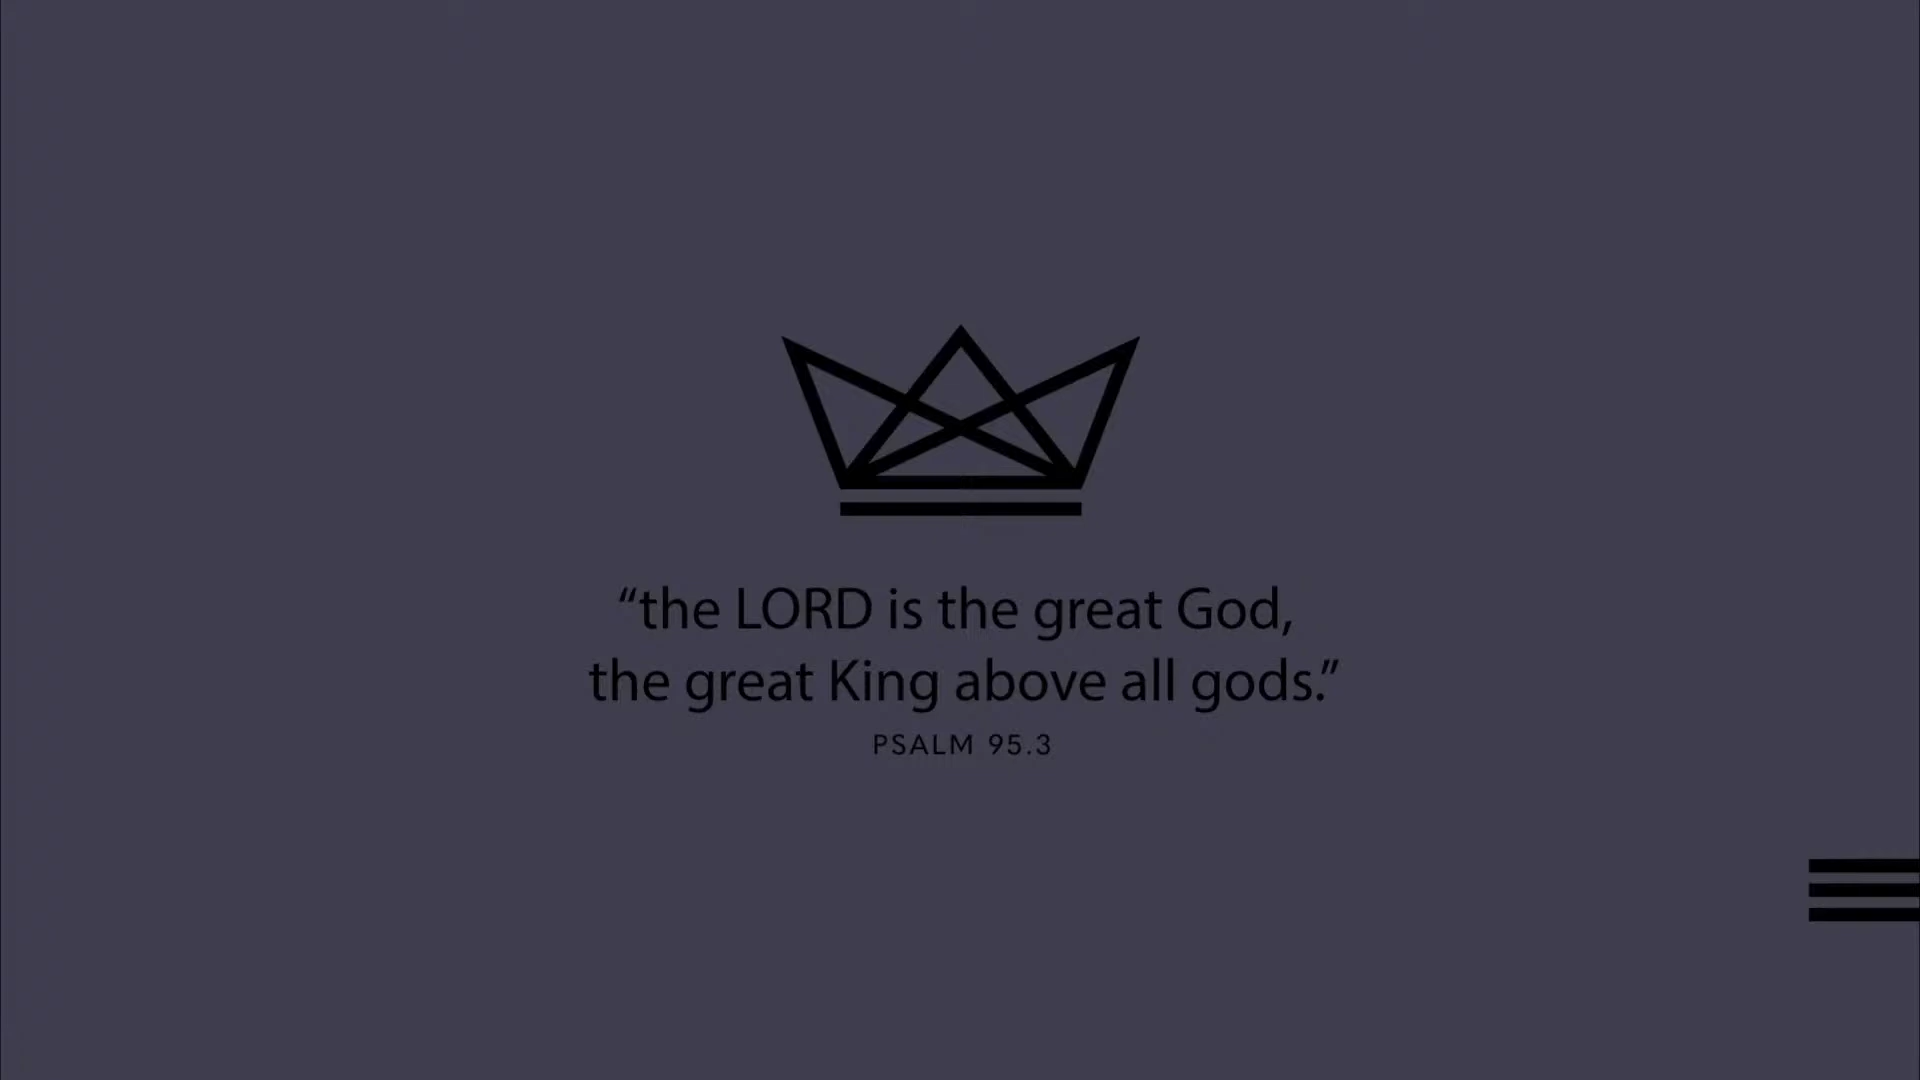 “the LORD is the great God,
the great King above all gods.”
PSALM 95.3